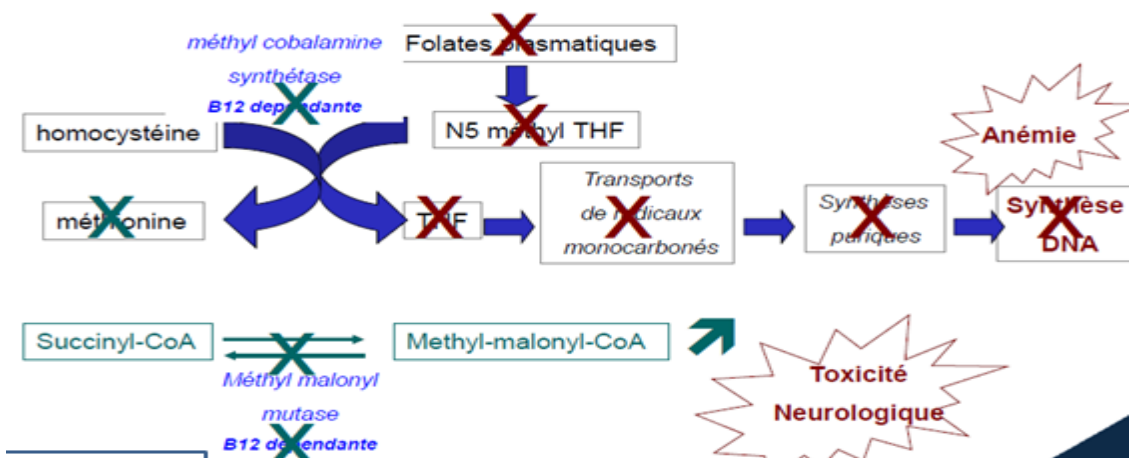 méthyl cobalamine
synthétase
B12 dependante
Folates plasmatiques
homocystéine
N5 méthyl THF
Anémie
méthionine
THF
Transports
de radicaux
monocarbonés
Synthèses
puriques
Synthèse
DNA
Succinyl-CoA
Methyl-malonyl-CoA
Méthyl malonyl
mutase
B12 dépendante
Toxicité
Neurologique